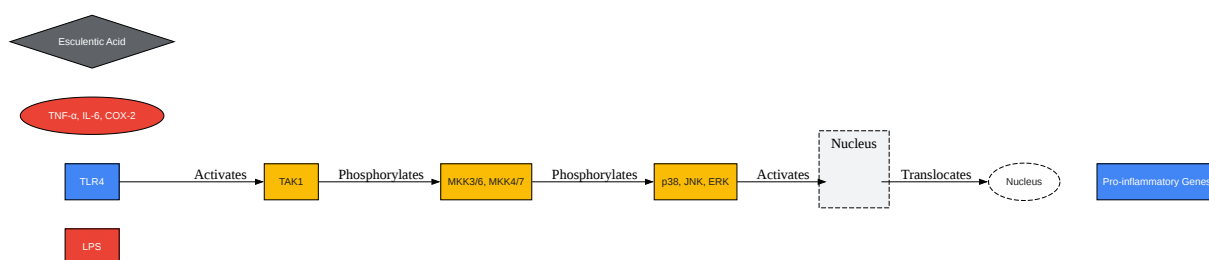 Esculentic Acid
TNF-α, IL-6, COX-2
Nucleus
TLR4
Activates
TAK1
Phosphorylates
MKK3/6, MKK4/7
Phosphorylates
p38, JNK, ERK
Activates
Translocates
Nucleus
Pro-inflammatory Genes
LPS